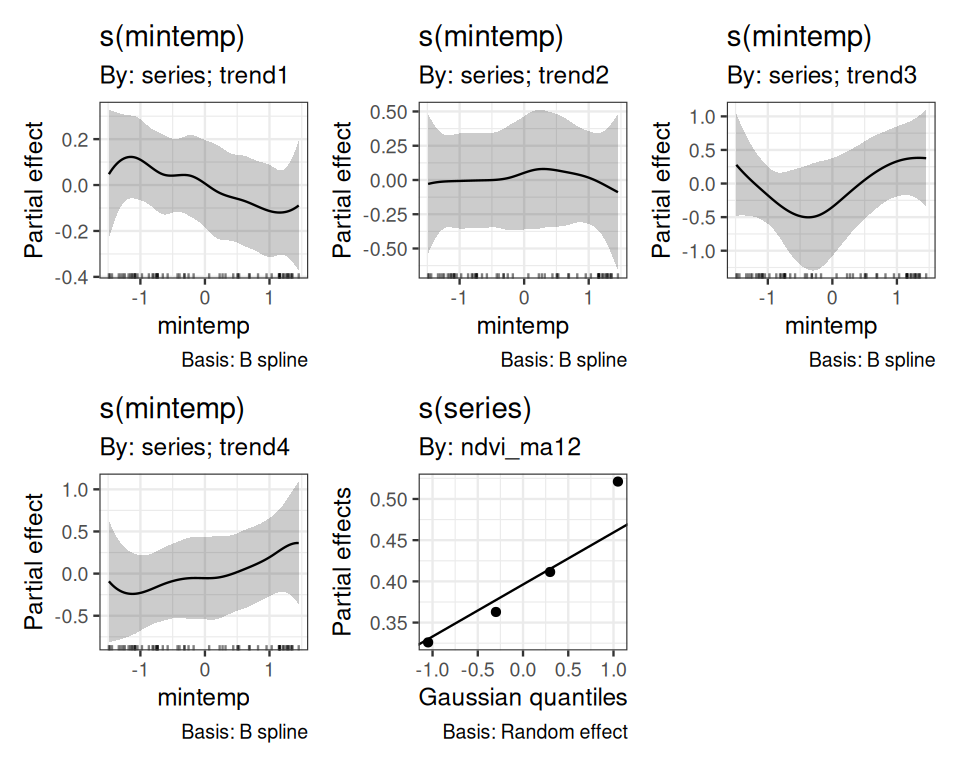 s(mintemp)
By: series; trend1
Partial effect
0.2
0.0
-0.2
-0.4
-1
0
1
mintemp
Basis: B spline
s(mintemp)
By: series; trend2
Partial effect
0.50
0.25
0.00
-0.25
-0.50
-1
0
1
mintemp
Basis: B spline
s(mintemp)
By: series; trend3
Partial effect
1.0
0.5
0.0
-0.5
-1.0
-1
0
1
mintemp
Basis: B spline
s(mintemp)
By: series; trend4
Partial effect
1.0
0.5
0.0
-0.5
-1
0
1
mintemp
Basis: B spline
s(series)
By: ndvi_ma12
Partial effects
0.50
0.45
0.40
0.35
-1.0
-0.5
0.0
0.5
1.0
Gaussian quantiles
Basis: Random effect